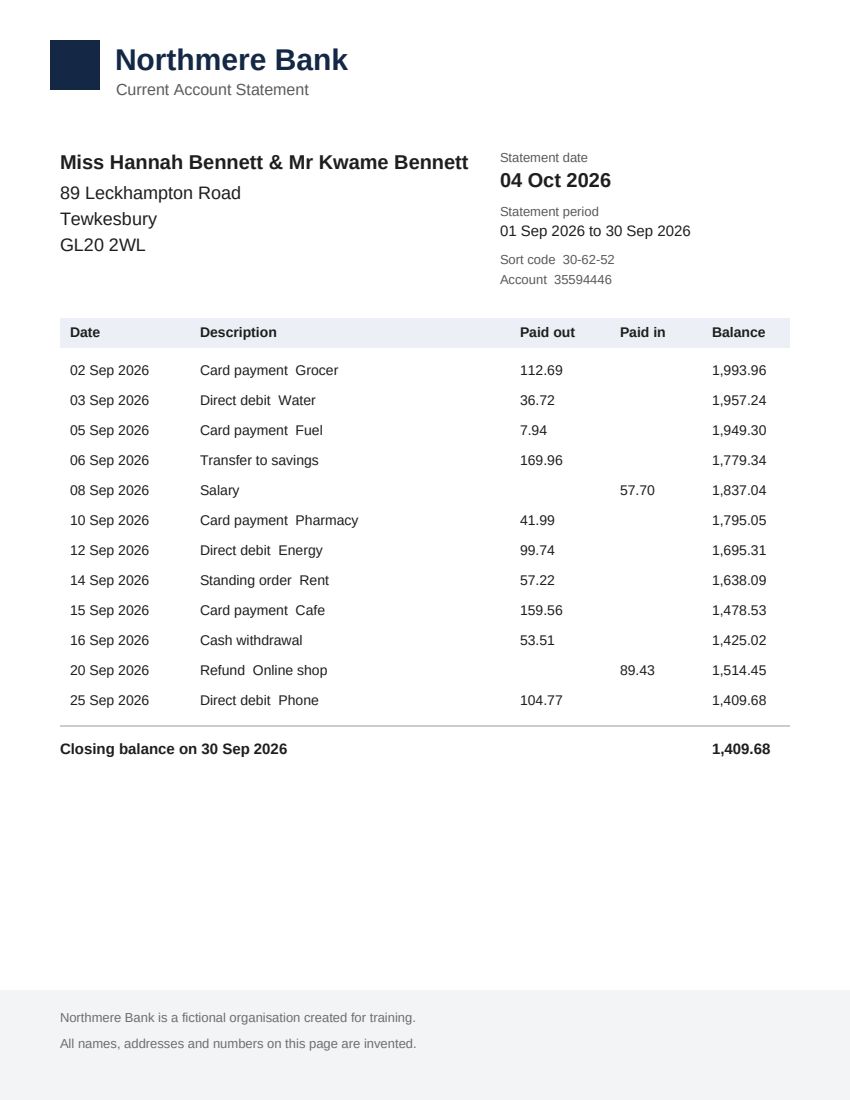 Northmere Bank
Current Account Statement
Miss Hannah Bennett & Mr Kwame Bennett
89 Leckhampton Road
Tewkesbury
GL20 2WL
Statement date
04 Oct 2026
Statement period
01 Sep 2026 to 30 Sep 2026
Sort code  30-62-52
Account  35594446
Date Description Paid out Paid in Balance
02 Sep 2026 Card payment  Grocer 112.69 1,993.96
03 Sep 2026 Direct debit  Water 36.72 1,957.24
05 Sep 2026 Card payment  Fuel 7.94 1,949.30
06 Sep 2026 Transfer to savings 169.96 1,779.34
08 Sep 2026 Salary 57.70 1,837.04
10 Sep 2026 Card payment  Pharmacy 41.99 1,795.05
12 Sep 2026 Direct debit  Energy 99.74 1,695.31
14 Sep 2026 Standing order  Rent 57.22 1,638.09
15 Sep 2026 Card payment  Cafe 159.56 1,478.53
16 Sep 2026 Cash withdrawal 53.51 1,425.02
20 Sep 2026 Refund  Online shop 89.43 1,514.45
25 Sep 2026 Direct debit  Phone 104.77 1,409.68
Closing balance on 30 Sep 2026 1,409.68
Northmere Bank is a fictional organisation created for training.
All names, addresses and numbers on this page are invented.